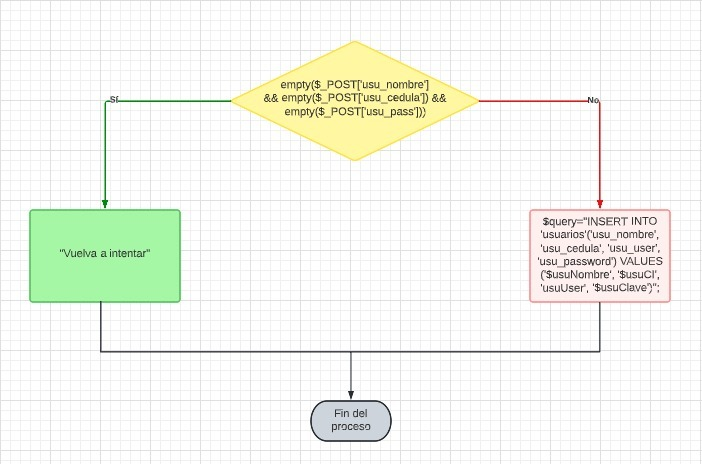 empty($_POST['usu_nombre']
&& empty($_POST['usu_cedula']) &&
empty($_POST['usu_pass']))
Sí
No
"Vuelva a intentar"
$query="INSERT INTO
'usuarios'('usu_nombre',
'usu_cedula', 'usu_user',
'usu_password') VALUES
('$usuNombre', '$usuCI',
'usuUser', '$usuClave')";
Fin del
proceso